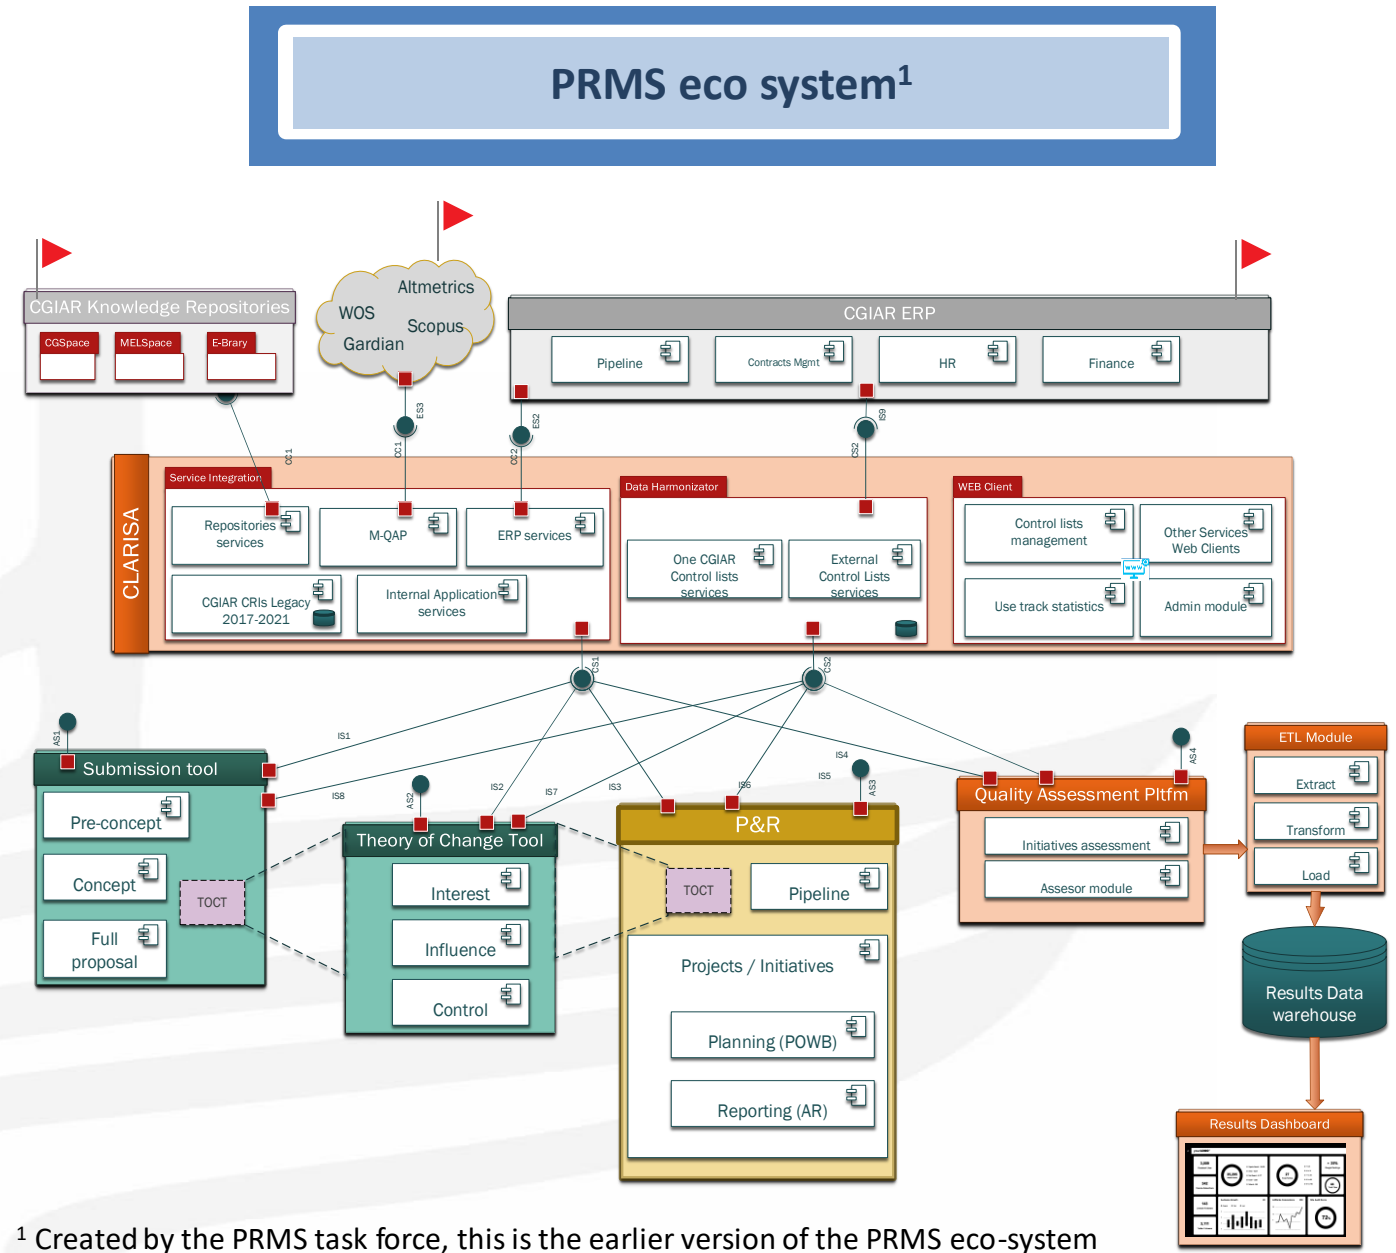 PRMS eco system¹
CGIAR Knowledge Repositories
CGSpace
MELSpace
E-Brary
Altmetrics
WOS
Scopus
Gardian
CGIAR ERP
Pipeline
Contracts Mgmt
HR
Finance
CC1
ES3
CC1
ES2
CC2
IS9
CS2
CLARISA
Service Integration
Repositories
services
M-QAP
ERP services
CGIAR CRIs Legacy
2017-2021
Internal Application
services
Data Harmonizator
One CGIAR
Control lists
services
External
Control Lists
services
WEB Client
Control lists
management
Other Services
Web Clients
www
Use track statistics
Admin module
CS1
CS2
IS1
IS8
IS2
IS7
IS3
IS6
IS4
IS5
AS1
AS2
AS3
AS4
Submission tool
Pre-concept
Concept
TOCT
Full
proposal
Theory of Change Tool
Interest
Influence
Control
P&R
TOCT
Pipeline
Projects / Initiatives
Planning (POWB)
Reporting (AR)
Quality Assessment Pltfm
Initiatives assessment
Assesor module
ETL Module
Extract
Transform
Load
Results Data
warehouse
Results Dashboard
¹ Created by the PRMS task force, this is the earlier version of the PRMS eco-system